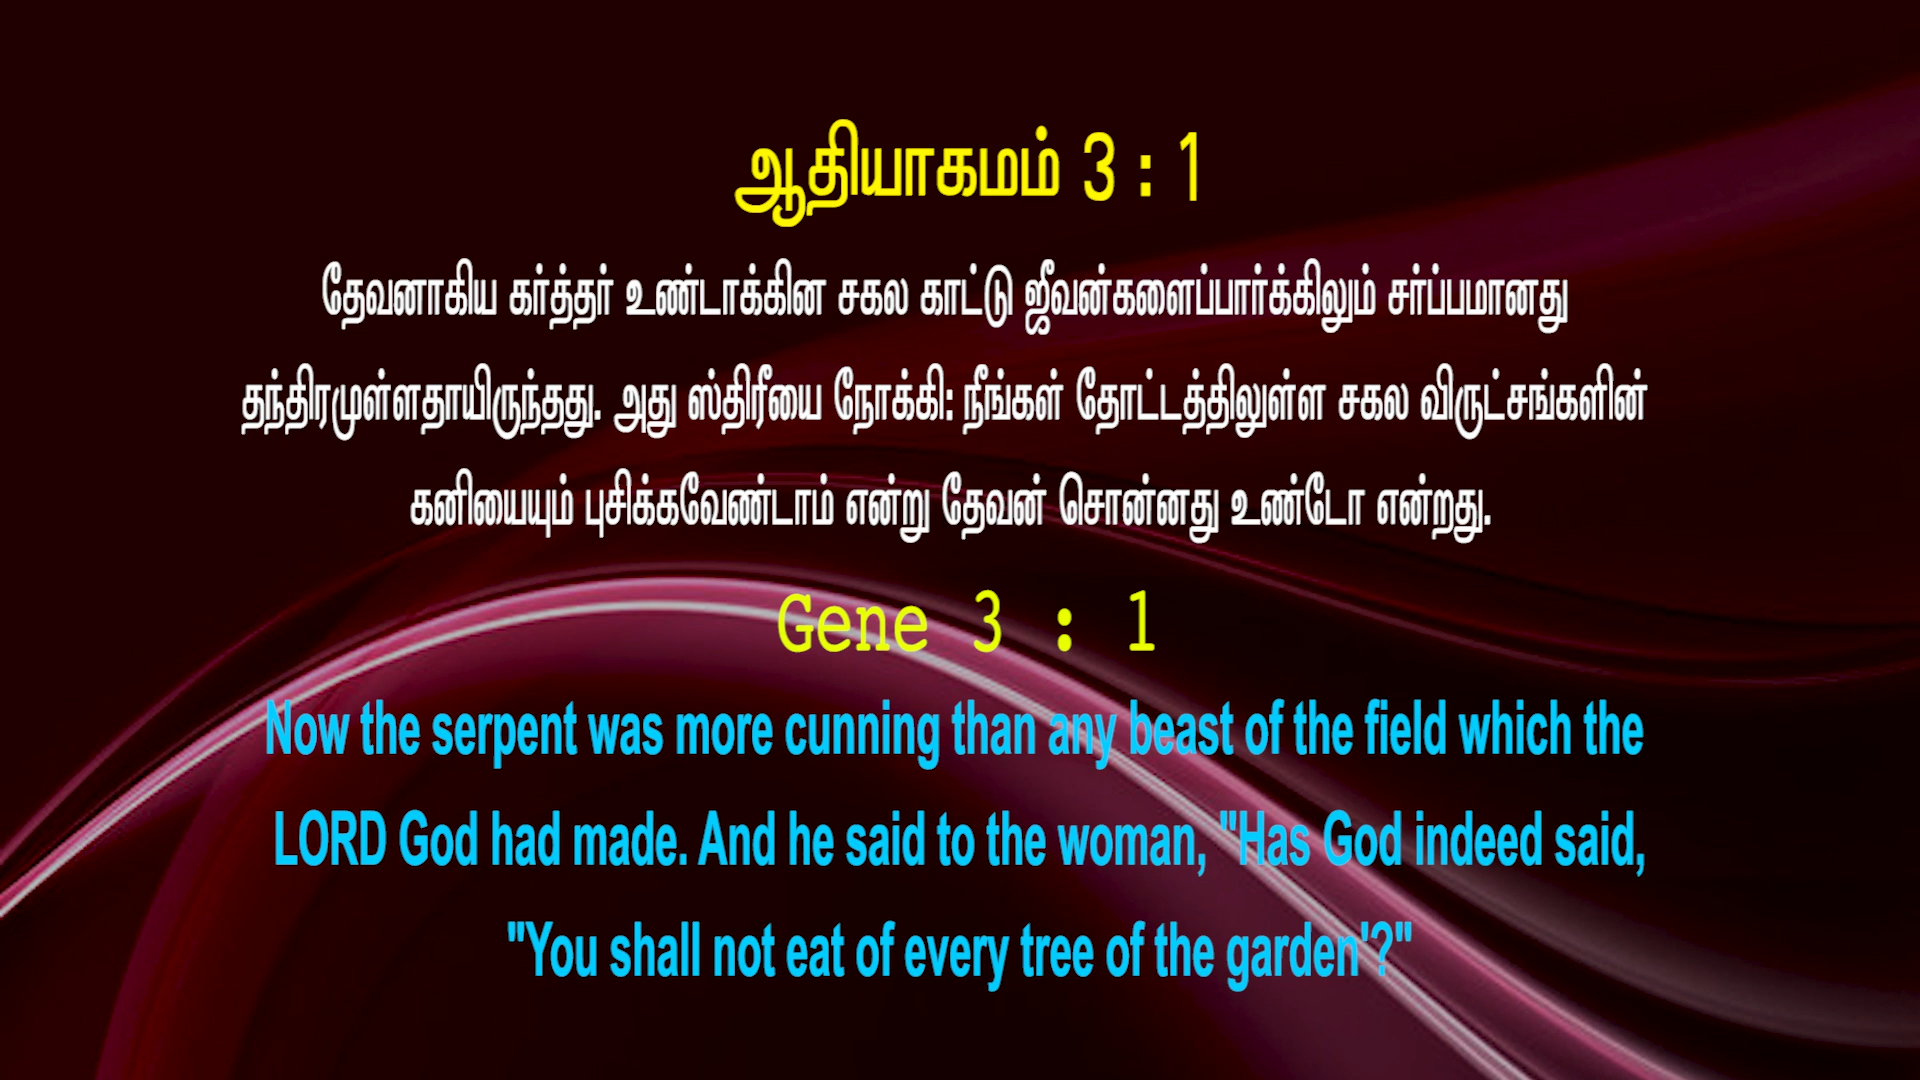 ஆதியாகமம் 3 : 1
தேவனாகிய கர்த்தர் உண்டாக்கின சகல காட்டு ஜீவன்களைப்பார்க்கிலும் சர்ப்பமானது
தந்திரமுள்ளதாயிருந்தது. அது ஸ்திரீயை நோக்கி: நீங்கள் தோட்டத்திலுள்ள சகல விருட்சங்களின்
கனியையும் புசிக்கவேண்டாம் என்று தேவன் சொன்னது உண்டோ என்றது.
Gene 3 : 1
Now the serpent was more cunning than any beast of the field which the
LORD God had made. And he said to the woman, "Has God indeed said,
"You shall not eat of every tree of the garden'?"